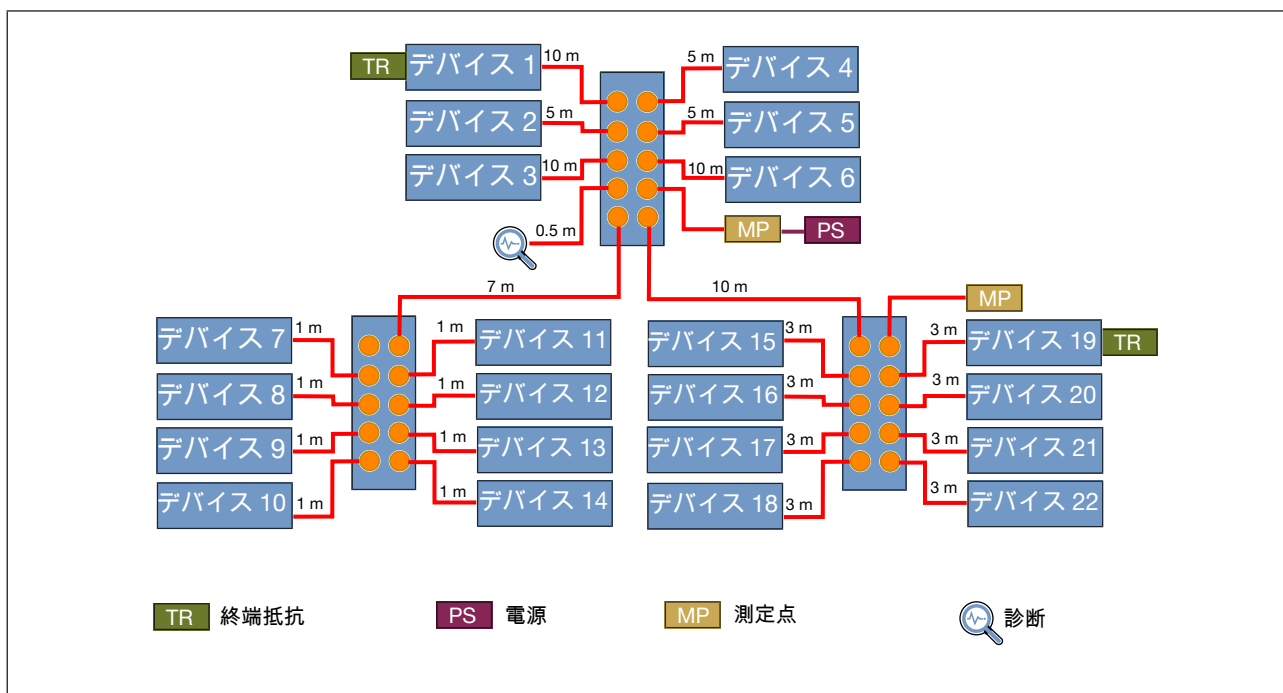 TR デバイス 1 10 m
5 m デバイス 4
デバイス 2 5 m
5 m デバイス 5
デバイス 3 10 m
10 m デバイス 6
0.5 m
MP PS
7 m
10 m
MP
デバイス 7 1 m
1 m デバイス 11
デバイス 8 1 m
1 m デバイス 12
デバイス 9 1 m
1 m デバイス 13
デバイス 10 1 m
1 m デバイス 14
デバイス 15 3 m
3 m デバイス 19 TR
デバイス 16 3 m
3 m デバイス 20
デバイス 17 3 m
3 m デバイス 21
デバイス 18 3 m
3 m デバイス 22
TR 終端抵抗
PS 電源
MP 測定点
診断